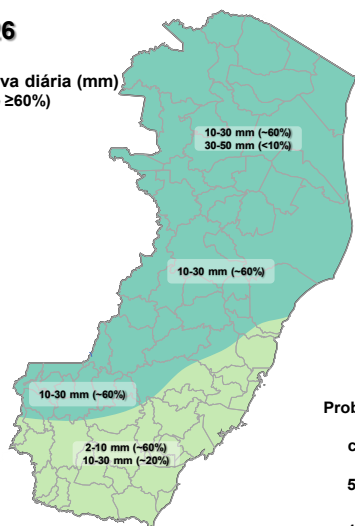 6
va diária (mm)
≥60%)
10-30 mm (~60%)
30-50 mm (<10%)
10-30 mm (~60%)
10-30 mm (~60%)
2-10 mm (~60%)
10-30 mm (~20%)
Prob
c
5